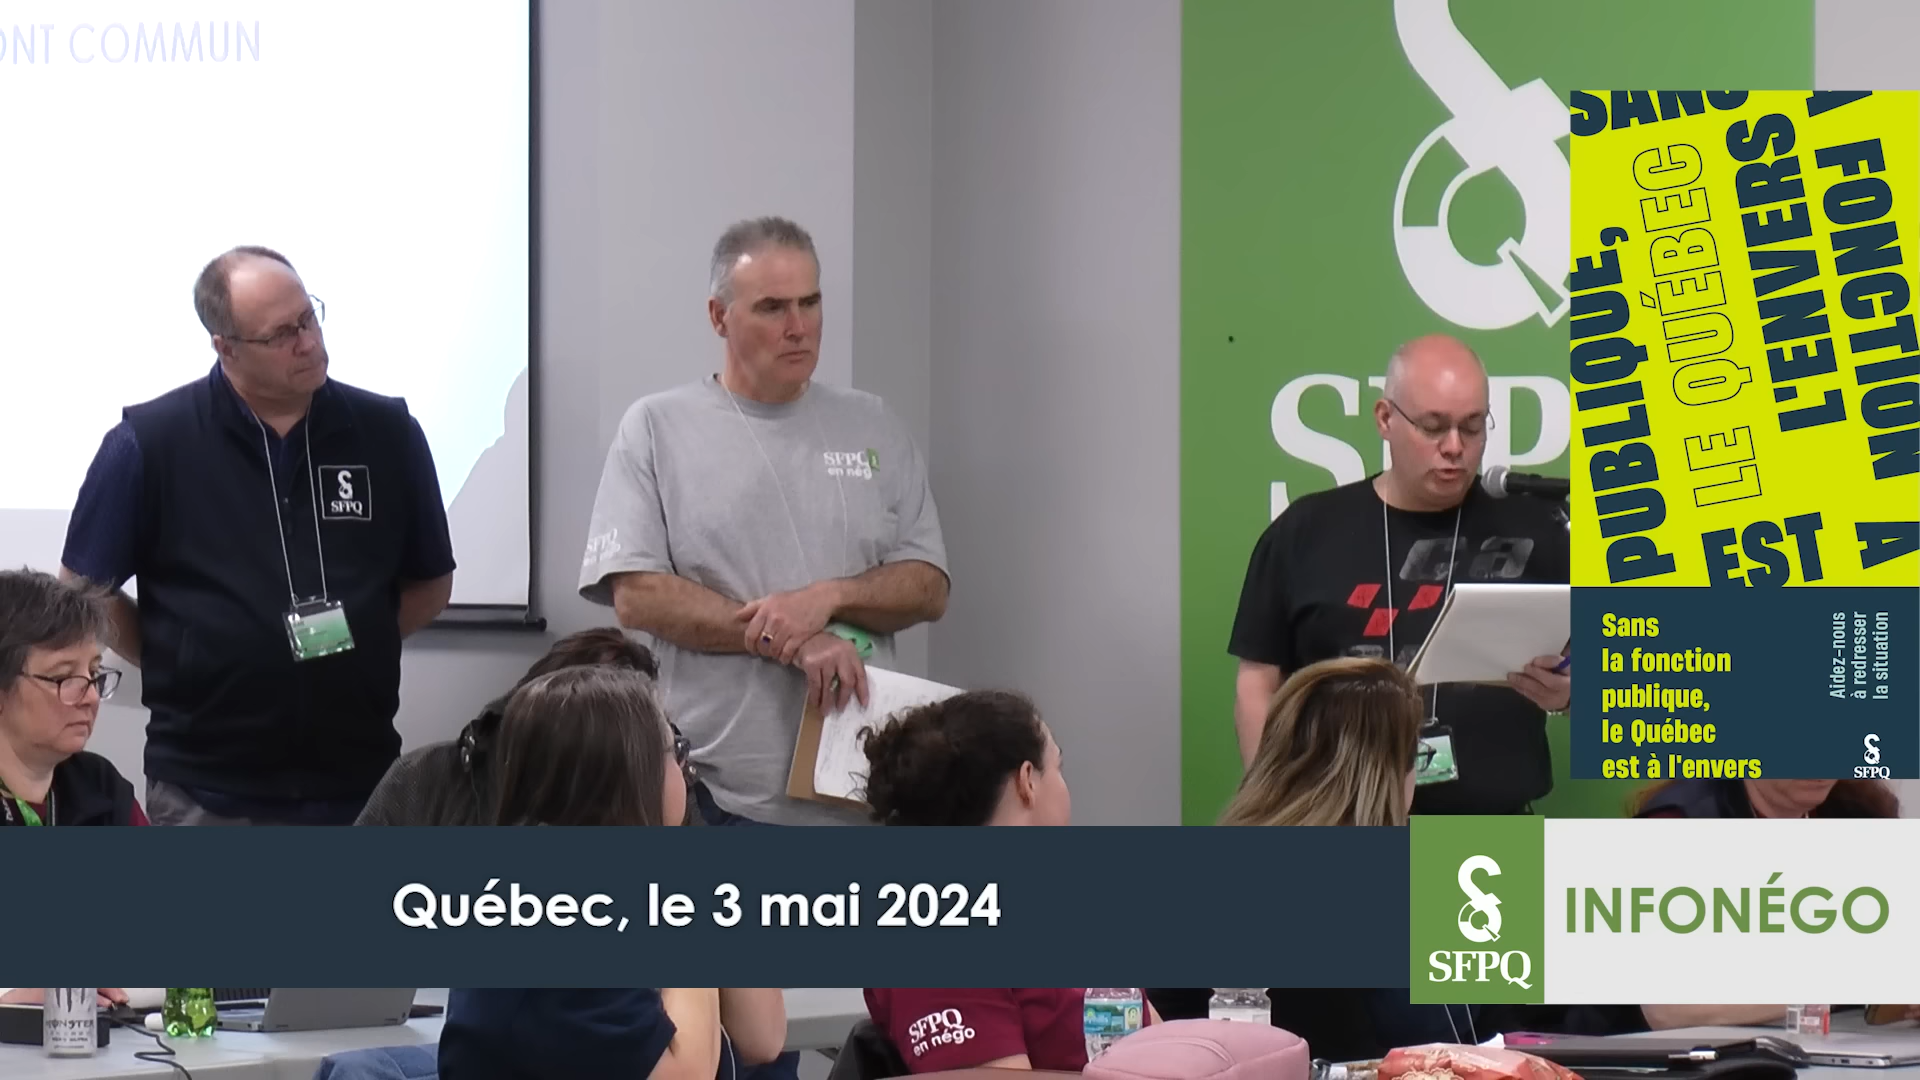 ONT COMMUN
SFPQ
PUBLIQUE,
LE QUÉBEC
EST
L'ENVERS
A FONCTION
À
Sans
la fonction
publique,
le Québec
est à l'envers
Aidez-nous
à redresser
la situation
SFPQ
SFPQ
SFPQ
en négo
Québec, le 3 mai 2024
SFPQ
INFONÉGO
SFPQ
en négo
MONSTER